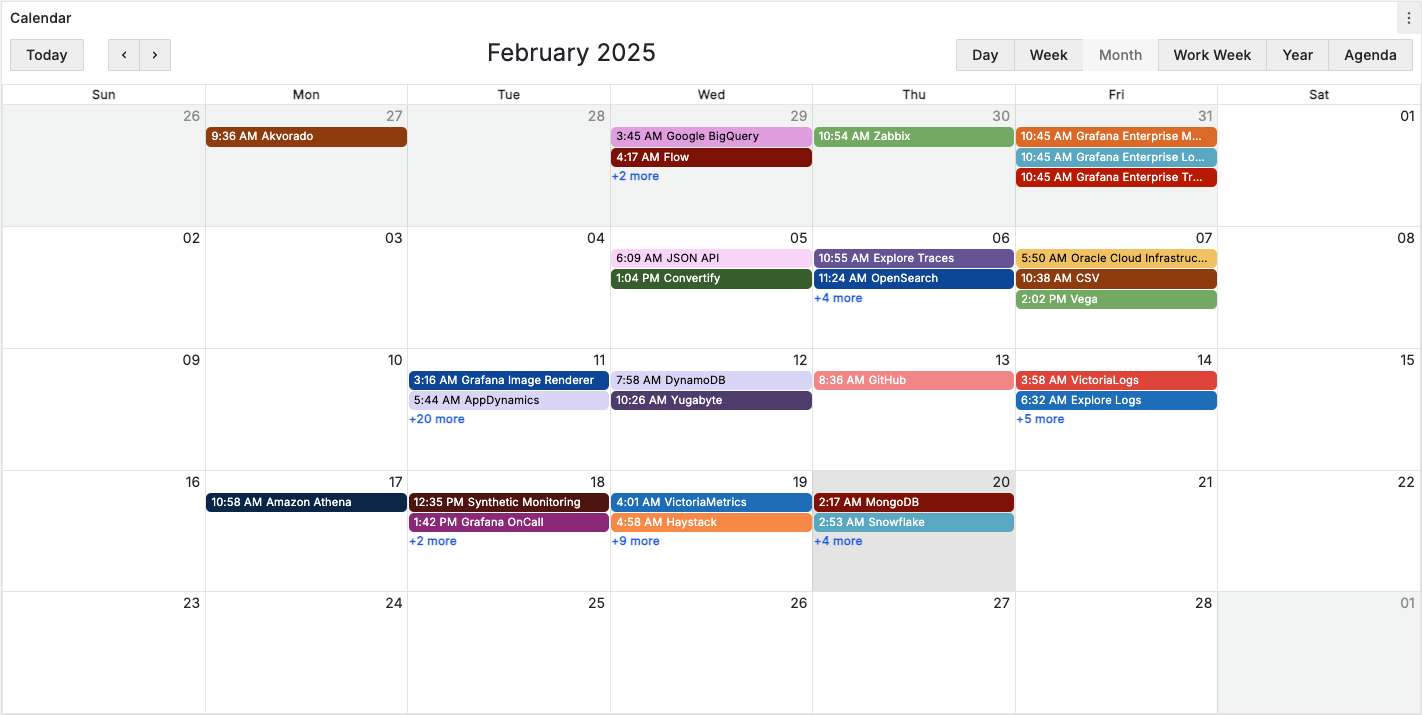 Calendar
Today
‹ ›
February 2025
Day Week Month Work Week Year Agenda
Sun Mon Tue Wed Thu Fri Sat
26 27 28 29 30 31 01
9:36 AM Akvorado
3:45 AM Google BigQuery
4:17 AM Flow
+2 more
10:54 AM Zabbix
10:45 AM Grafana Enterprise M...
10:45 AM Grafana Enterprise Lo...
10:45 AM Grafana Enterprise Tr...
02 03 04 05 06 07 08
6:09 AM JSON API
1:04 PM Convertify
10:55 AM Explore Traces
11:24 AM OpenSearch
+4 more
5:50 AM Oracle Cloud Infrastruc...
10:38 AM CSV
2:02 PM Vega
09 10 11 12 13 14 15
3:16 AM Grafana Image Renderer
5:44 AM AppDynamics
+20 more
7:58 AM DynamoDB
10:26 AM Yugabyte
8:36 AM GitHub
3:58 AM VictoriaLogs
6:32 AM Explore Logs
+5 more
16 17 18 19 20 21 22
10:58 AM Amazon Athena
12:35 PM Synthetic Monitoring
1:42 PM Grafana OnCall
+2 more
4:01 AM VictoriaMetrics
4:58 AM Haystack
+9 more
2:17 AM MongoDB
2:53 AM Snowflake
+4 more
23 24 25 26 27 28 01